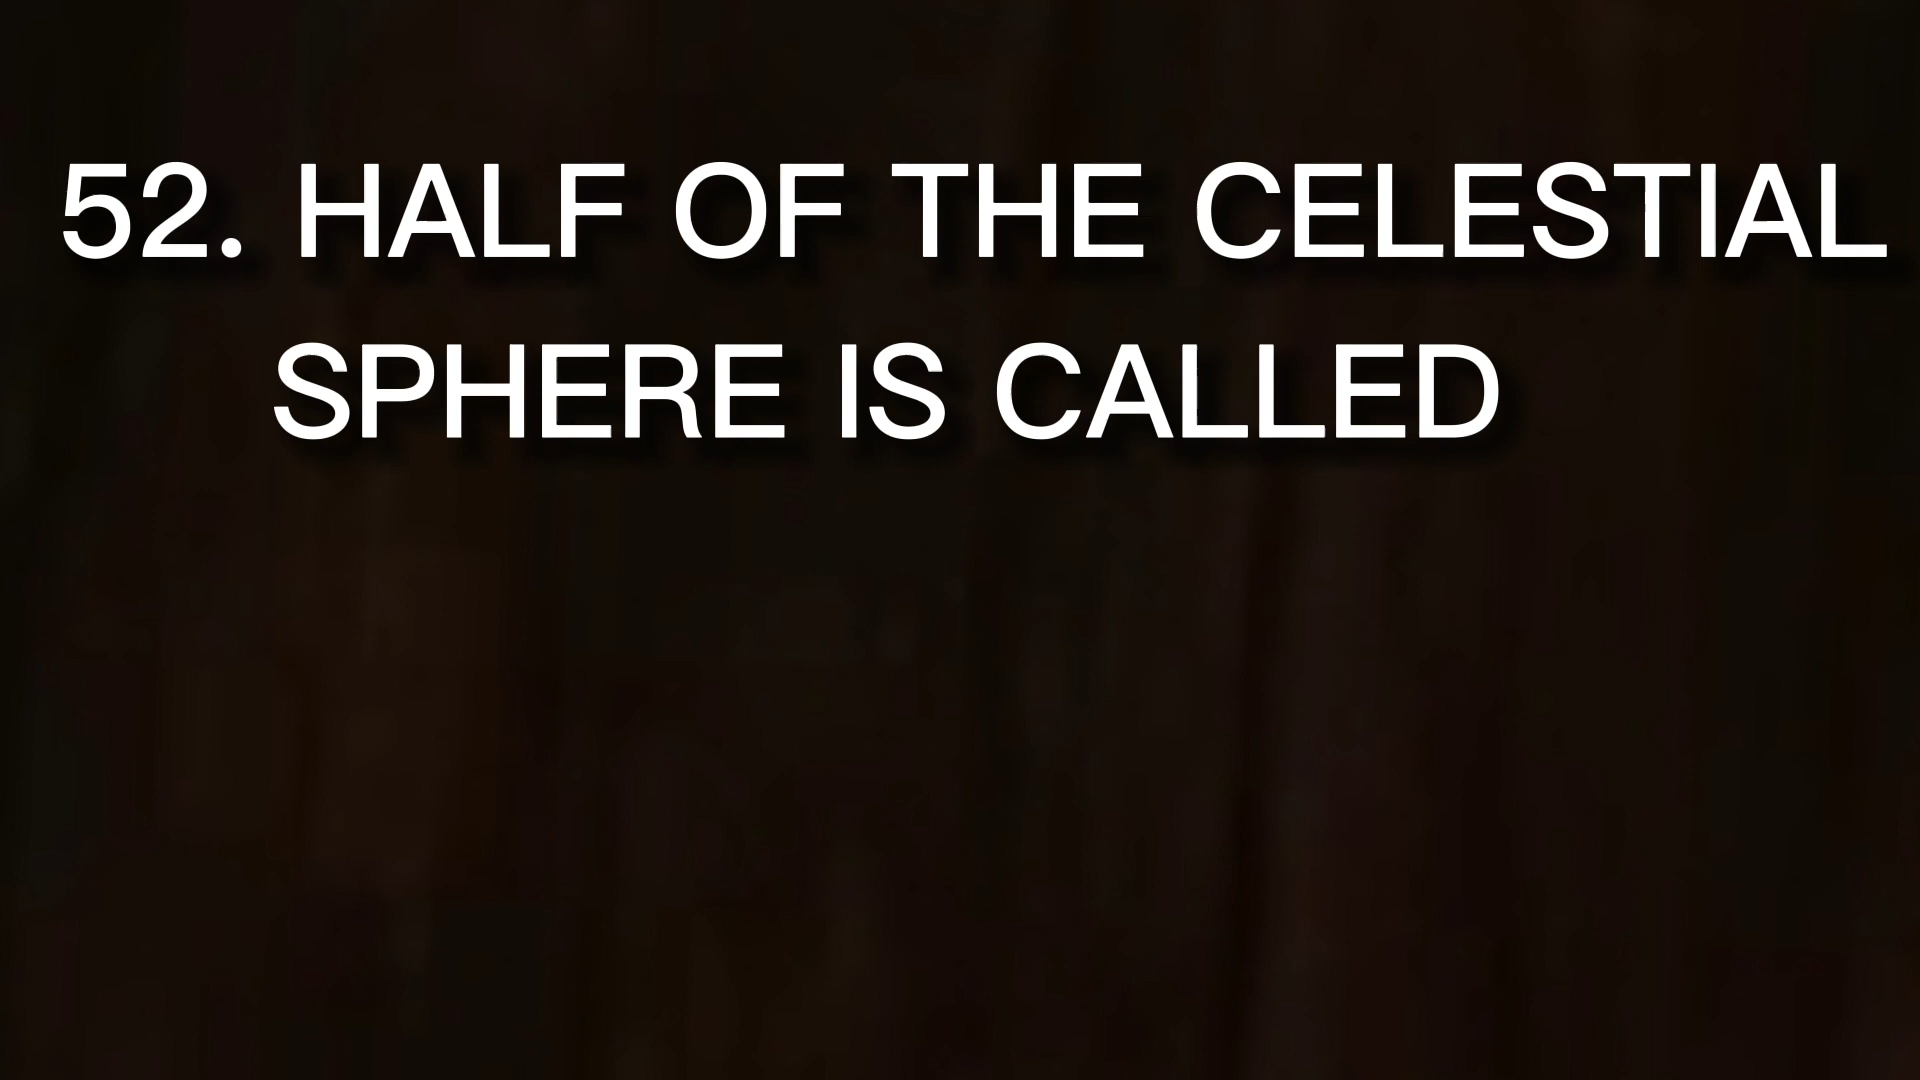 52. HALF OF THE CELESTIAL
SPHERE IS CALLED